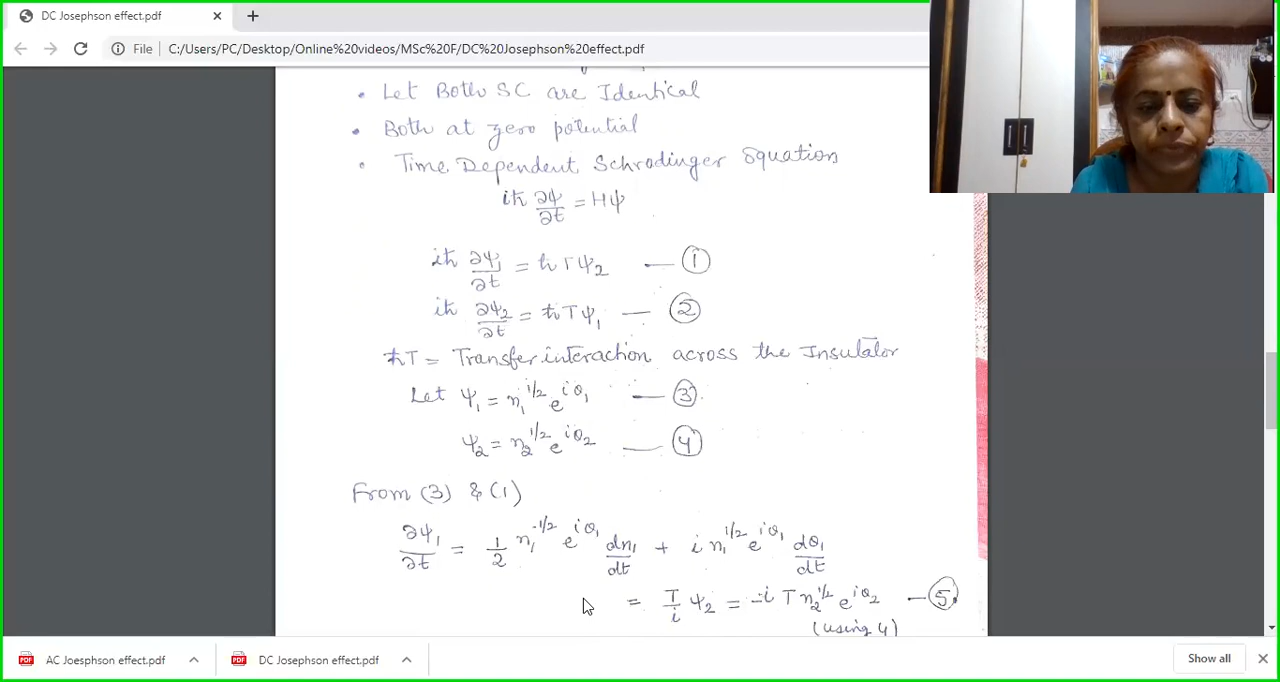 DC Josephson effect.pdf
File
C:/Users/PC/Desktop/Online%20videos/MSc%20F/DC%20Josephson%20effect.pdf
• Let Both SC are Identical
• Both at zero potential
• Time Dependent Schrodinger Equation
iħ ∂ψ/∂t = Hψ
iħ ∂ψ₁/∂t = ħTψ₂ — ①
iħ ∂ψ₂/∂t = ħTψ₁ — ②
ħT = Transfer interaction across the Insulator
Let ψ₁ = n₁^1/2 e^iθ₁ — ③
ψ₂ = n₂^1/2 e^iθ₂ — ④
From (3) & (1)
∂ψ₁/∂t = 1/2 n₁^-1/2 e^iθ₁ dn₁/dt + i n₁^1/2 e^iθ₁ dθ₁/dt
= T/i ψ₂ = -i T n₂^1/2 e^iθ₂ — ⑤
(using 4)
AC Joesphson effect.pdf
DC Josephson effect.pdf
Show all